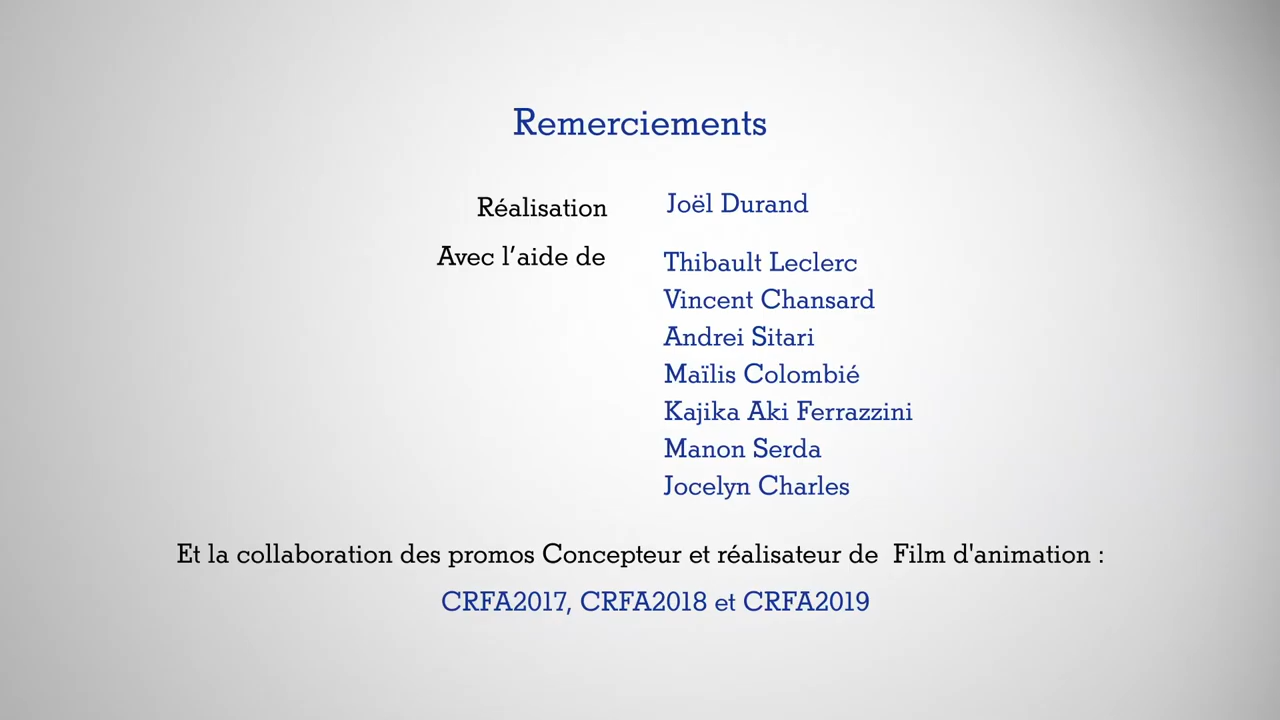 Remerciements
Réalisation Joël Durand
Avec l’aide de Thibault Leclerc
Vincent Chansard
Andrei Sitari
Maïlis Colombié
Kajika Aki Ferrazzini
Manon Serda
Jocelyn Charles
Et la collaboration des promos Concepteur et réalisateur de  Film d'animation :
CRFA2017, CRFA2018 et CRFA2019